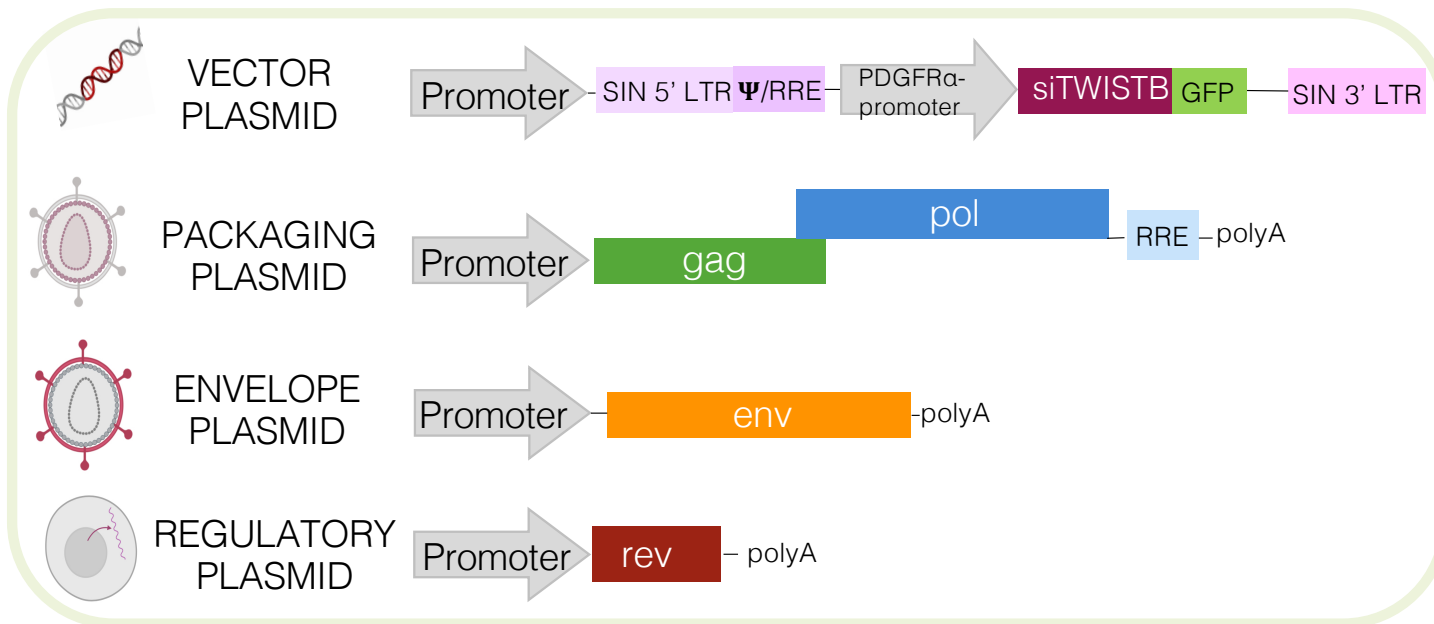 VECTOR
PLASMID
Promoter
SIN 5’ LTR
Ψ/RRE
PDGFRα-
promoter
siTWISTB
GFP
SIN 3’ LTR
PACKAGING
PLASMID
Promoter
gag
pol
RRE
polyA
ENVELOPE
PLASMID
Promoter
env
polyA
REGULATORY
PLASMID
Promoter
rev
polyA